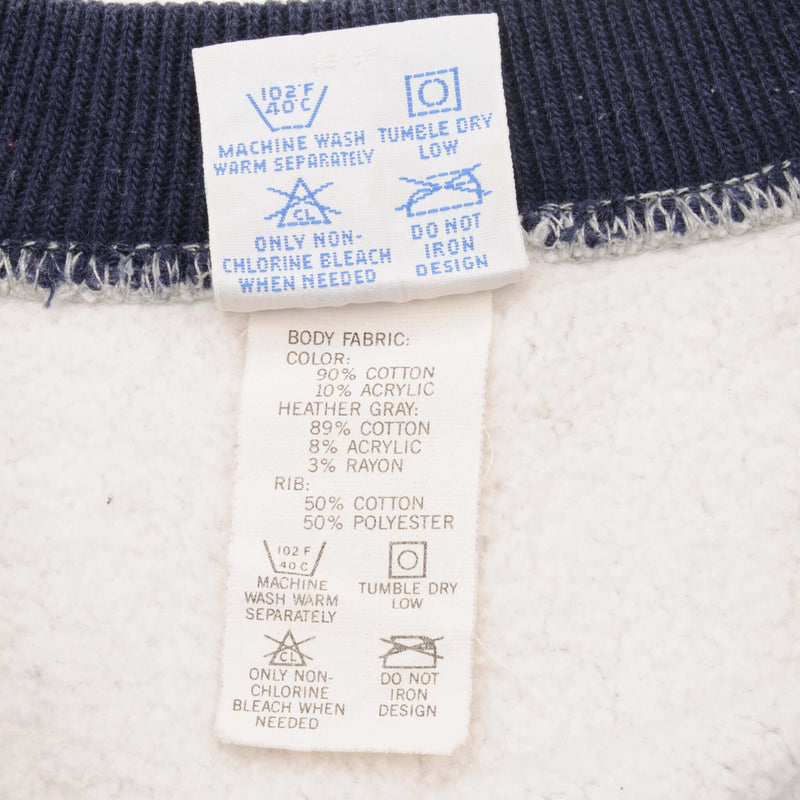 102°F
40°C
MACHINE WASH
WARM SEPARATELY
TUMBLE DRY
LOW
CL
ONLY NON-
CHLORINE BLEACH
WHEN NEEDED
DO NOT
IRON
DESIGN
BODY FABRIC:
COLOR:
90% COTTON
10% ACRYLIC
HEATHER GRAY:
89% COTTON
8% ACRYLIC
3% RAYON
RIB:
50% COTTON
50% POLYESTER
102 F
40 C
MACHINE
WASH WARM
SEPARATELY
TUMBLE DRY
LOW
CL
ONLY NON-
CHLORINE
BLEACH WHEN
NEEDED
DO NOT
IRON
DESIGN